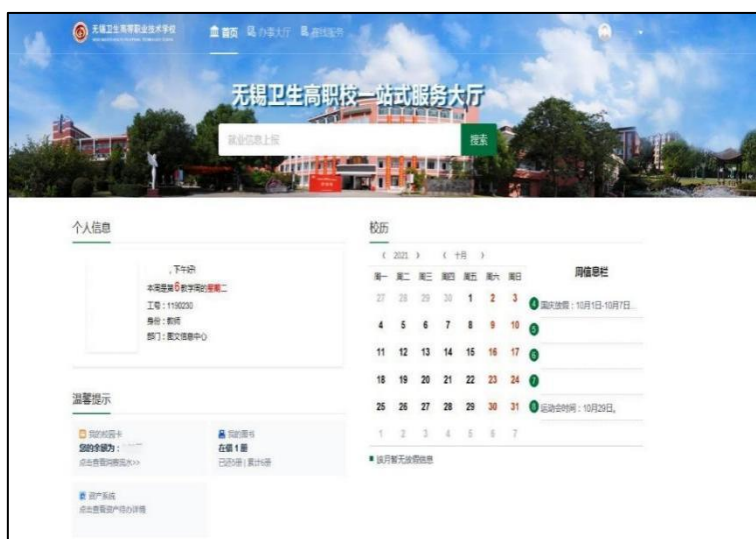 无锡卫生高等职业技术学校
首页 办事大厅 在线服务
无锡卫生高职校一站式服务大厅
就业信息上报 搜索
个人信息
,下午好!
本周是第6教学周的星期二
工号:1190230
身份:教师
部门:图文信息中心
温馨提示
我的校园卡
您的余额为:
点击查看消费流水>>
我的图书
在借 1 册
已还5册 | 累计6册
资产系统
点击查看资产待办详情
校历
〈 2021 〉 〈 十月 〉
周一 周二 周三 周四 周五 周六 周日
27 28 29 30 1 2 3
4 5 6 7 8 9 10
11 12 13 14 15 16 17
18 19 20 21 22 23 24
25 26 27 28 29 30 31
1 2 3 4 5 6 7
该月暂无放假信息
周信息栏
4 国庆放假:10月1日-10月7日...
5
6
7
8 运动会时间:10月29日。